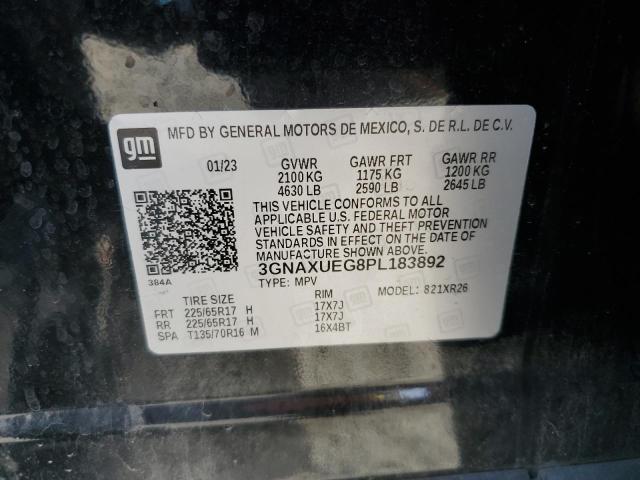 gm MFD BY GENERAL MOTORS DE MEXICO, S. DE R.L. DE C.V.
01/23 GVWR GAWR FRT GAWR RR
2100 KG 1175 KG 1200 KG
4630 LB 2590 LB 2645 LB
THIS VEHICLE CONFORMS TO ALL
APPLICABLE U.S. FEDERAL MOTOR
VEHICLE SAFETY AND THEFT PREVENTION
STANDARDS IN EFFECT ON THE DATE OF
MANUFACTURE SHOWN ABOVE.
3GNAXUEG8PL183892
384A TYPE: MPV MODEL: 821XR26
TIRE SIZE RIM
FRT 225/65R17 H 17X7J
RR 225/65R17 H 17X7J
SPA T135/70R16 M 16X4BT